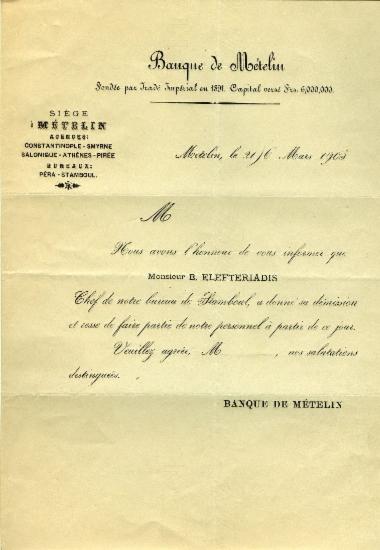 Banque de Mételin
Fondée par Iradé Impérial en 1891. Capital versé Frs. 6,000,000.
SIÈGE
à MÉTELIN
AGENCES:
CONSTANTINOPLE - SMYRNE
SALONIQUE - ATHÈNES - PIRÉE
BUREAUX:
PÉRA - STAMBOUL.
Metelin, le 21/6 Mars 1903
M
Nous avons l'honneur de vous informer que
Monsieur B. ELEFTERIADIS
Chef de notre bureau de Stamboul, a donné sa démission
et cesse de faire partie de notre personnel à partir de ce jour.
Veuillez agréer, M , nos salutations
distinguées.
BANQUE DE MÉTELIN